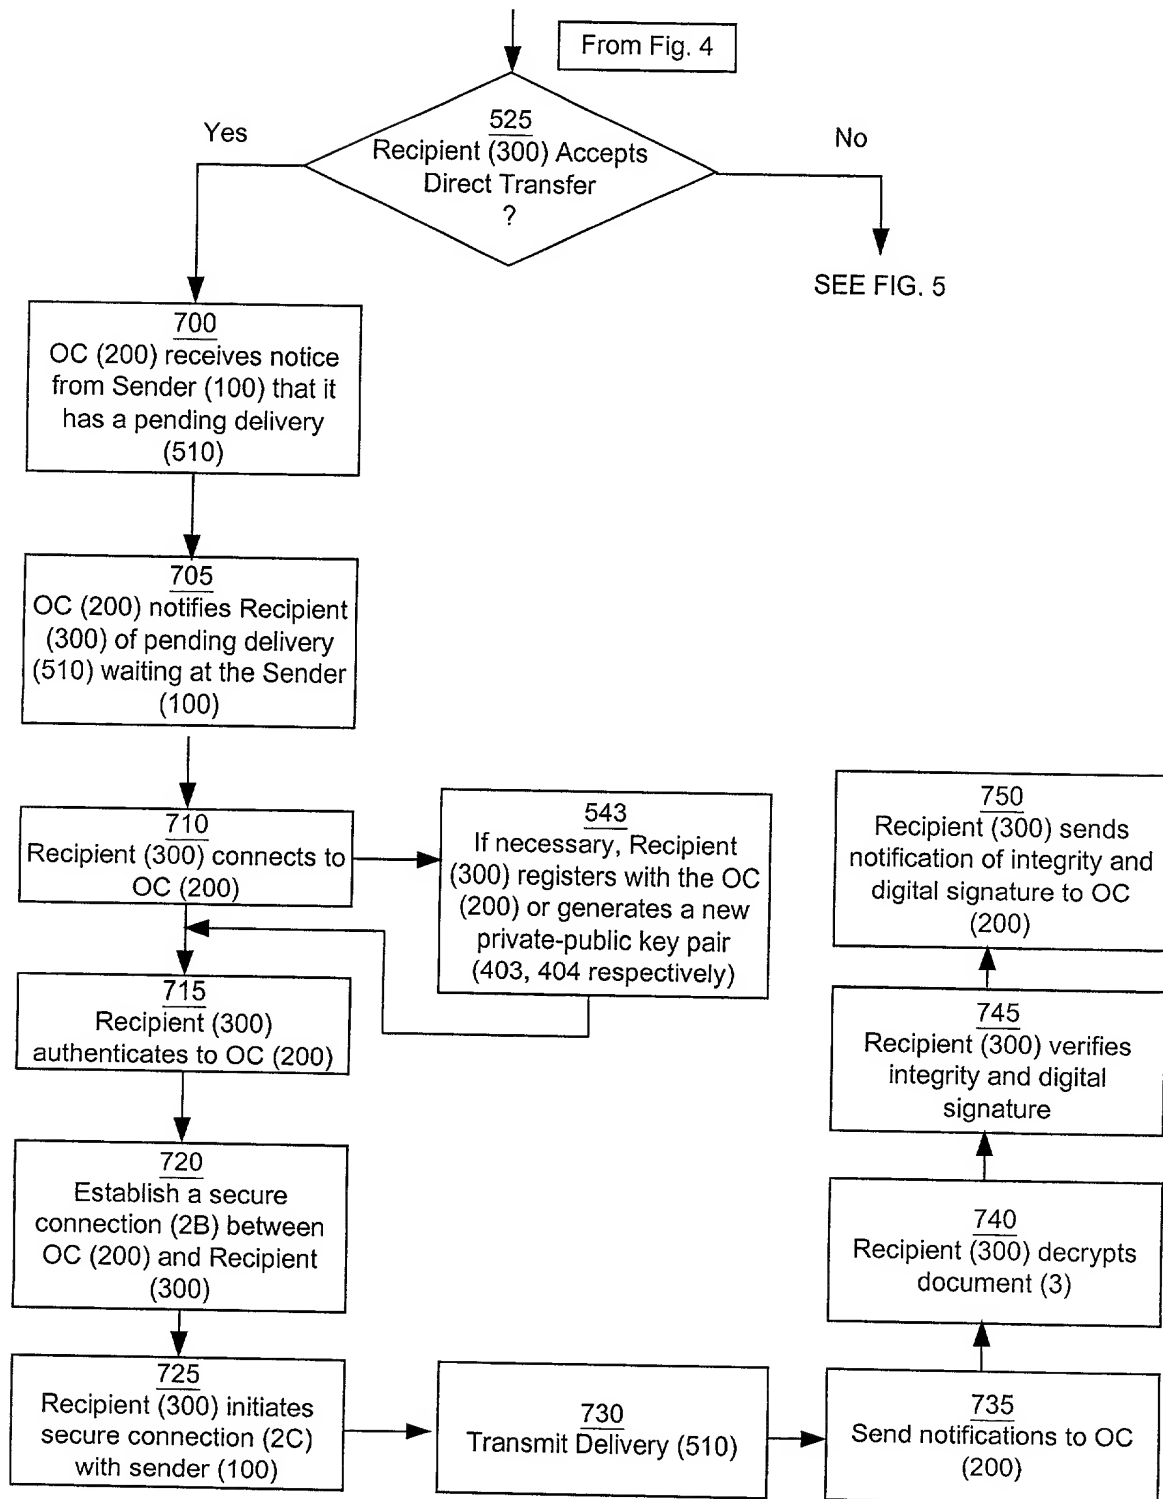 From Fig. 4
525
Recipient (300) Accepts
Direct Transfer
?
Yes
No
SEE FIG. 5
700
OC (200) receives notice
from Sender (100) that it
has a pending delivery
(510)
705
OC (200) notifies Recipient
(300) of pending delivery
(510) waiting at the Sender
(100)
710
Recipient (300) connects to
OC (200)
543
If necessary, Recipient
(300) registers with the OC
(200) or generates a new
private-public key pair
(403, 404 respectively)
715
Recipient (300)
authenticates to OC (200)
720
Establish a secure
connection (2B) between
OC (200) and Recipient
(300)
725
Recipient (300) initiates
secure connection (2C)
with sender (100)
730
Transmit Delivery (510)
735
Send notifications to OC
(200)
740
Recipient (300) decrypts
document (3)
745
Recipient (300) verifies
integrity and digital
signature
750
Recipient (300) sends
notification of integrity and
digital signature to OC
(200)